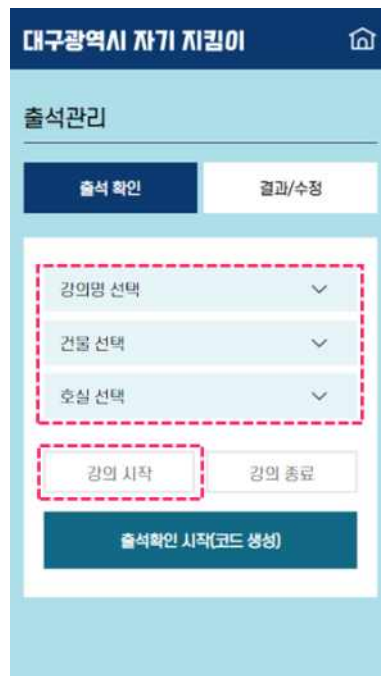 대구광역시 자기 지킴이
출석관리
출석 확인 결과/수정
강의명 선택
건물 선택
호실 선택
강의 시작 강의 종료
출석확인 시작(코드 생성)